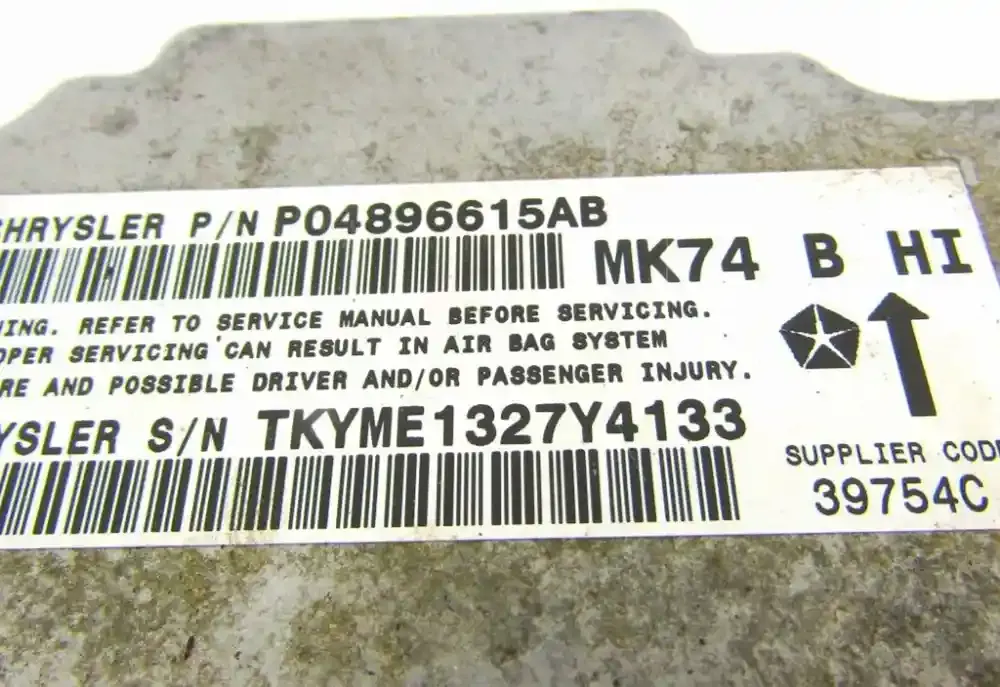 CHRYSLER P/N P04896615AB
MK74 B HI
ING. REFER TO SERVICE MANUAL BEFORE SERVICING.
OPER SERVICING CAN RESULT IN AIR BAG SYSTEM
RE AND POSSIBLE DRIVER AND/OR PASSENGER INJURY.
YSLER S/N TKYME1327Y4133
SUPPLIER CODE
39754C